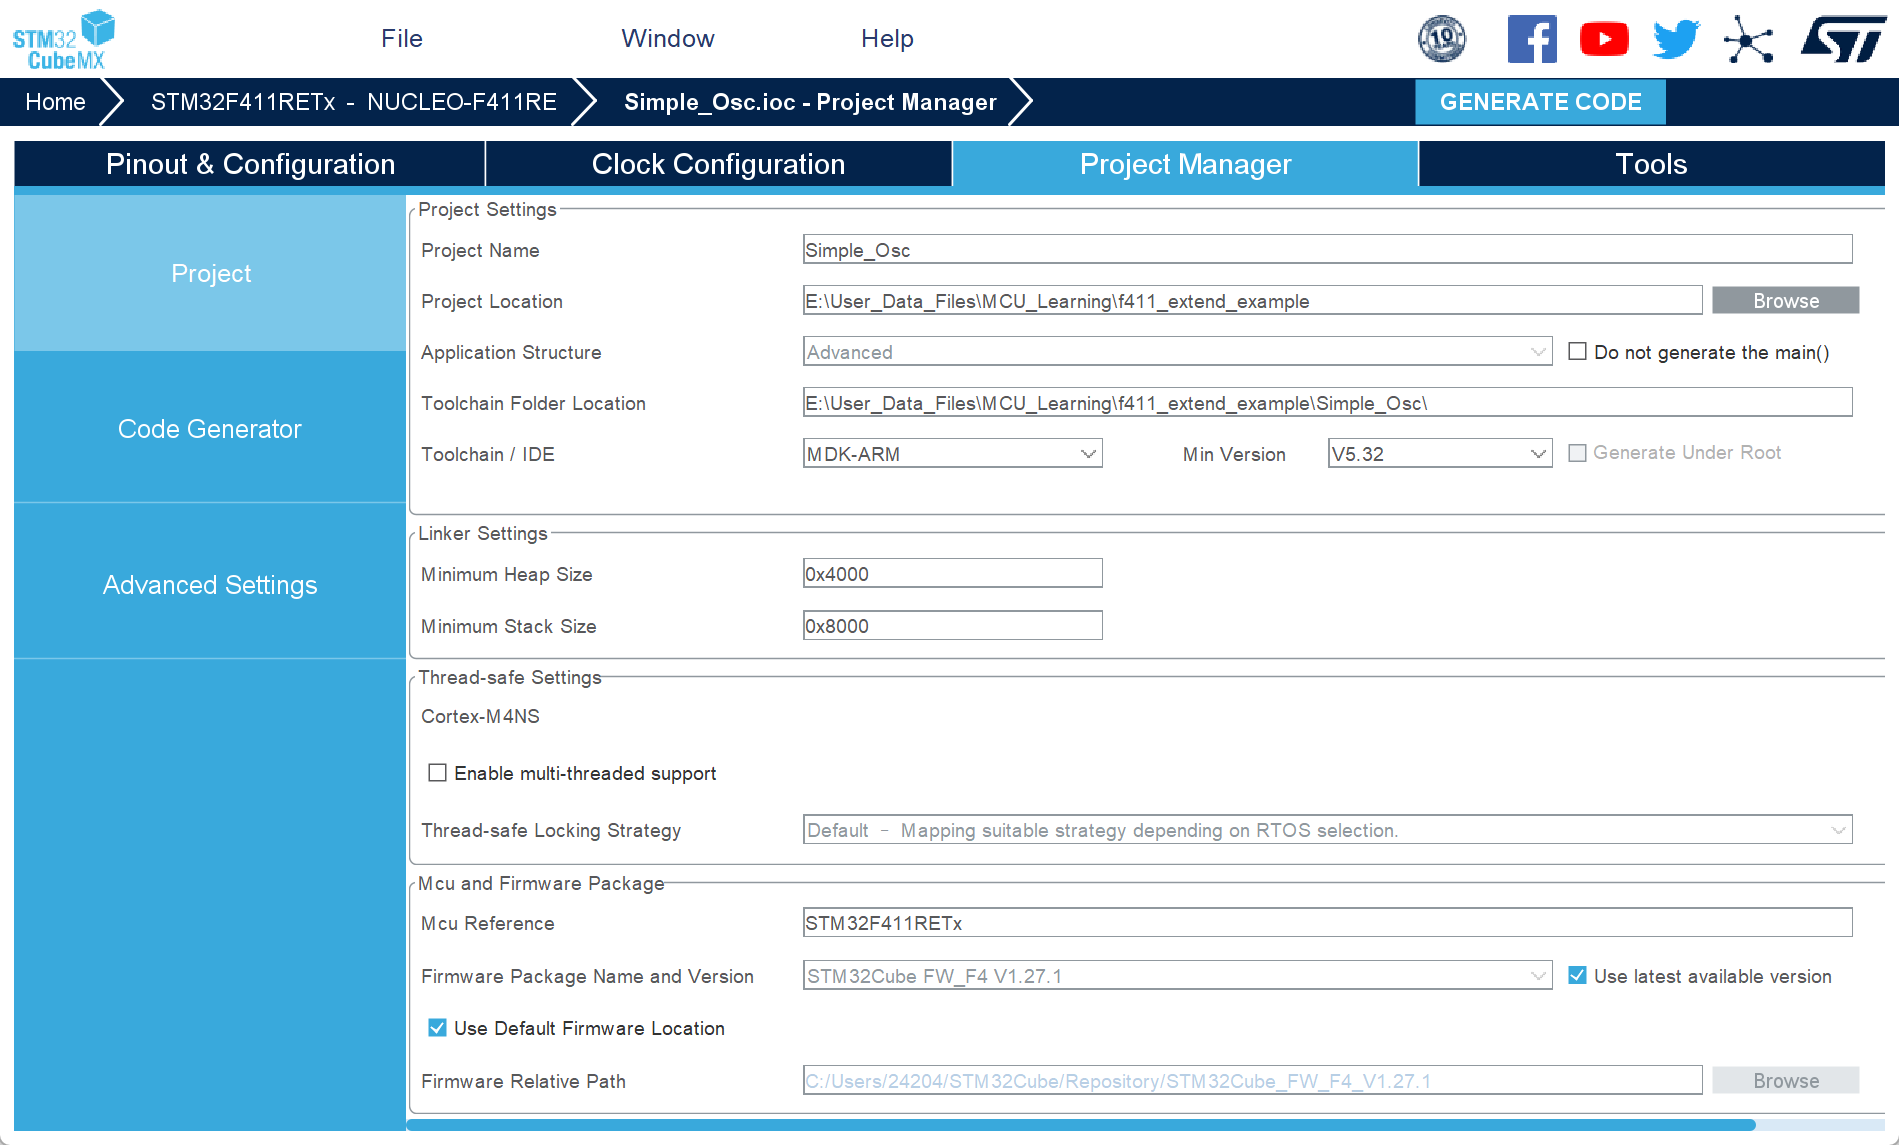 STM32
CubeMX
File
Window
Help
10
ST
Home
STM32F411RETx - NUCLEO-F411RE
Simple_Osc.ioc - Project Manager
GENERATE CODE
Pinout & Configuration
Clock Configuration
Project Manager
Tools
Project
Code Generator
Advanced Settings
Project Settings
Project Name
Simple_Osc
Project Location
E:\User_Data_Files\MCU_Learning\f411_extend_example
Browse
Application Structure
Advanced
Do not generate the main()
Toolchain Folder Location
E:\User_Data_Files\MCU_Learning\f411_extend_example\Simple_Osc\
Toolchain / IDE
MDK-ARM
Min Version
V5.32
Generate Under Root
Linker Settings
Minimum Heap Size
0x4000
Minimum Stack Size
0x8000
Thread-safe Settings
Cortex-M4NS
Enable multi-threaded support
Thread-safe Locking Strategy
Default - Mapping suitable strategy depending on RTOS selection.
Mcu and Firmware Package
Mcu Reference
STM32F411RETx
Firmware Package Name and Version
STM32Cube FW_F4 V1.27.1
Use latest available version
Use Default Firmware Location
Firmware Relative Path
C:/Users/24204/STM32Cube/Repository/STM32Cube_FW_F4_V1.27.1
Browse